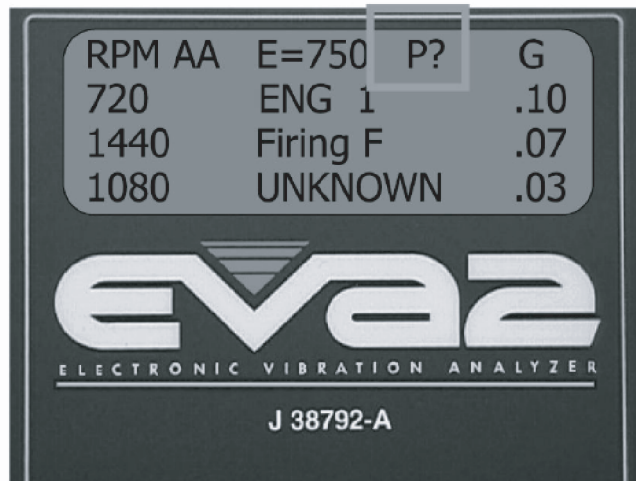 RPM AA E=750 P? G
720 ENG 1 .10
1440 Firing F .07
1080 UNKNOWN .03
eva2
ELECTRONIC VIBRATION ANALYZER
J 38792-A